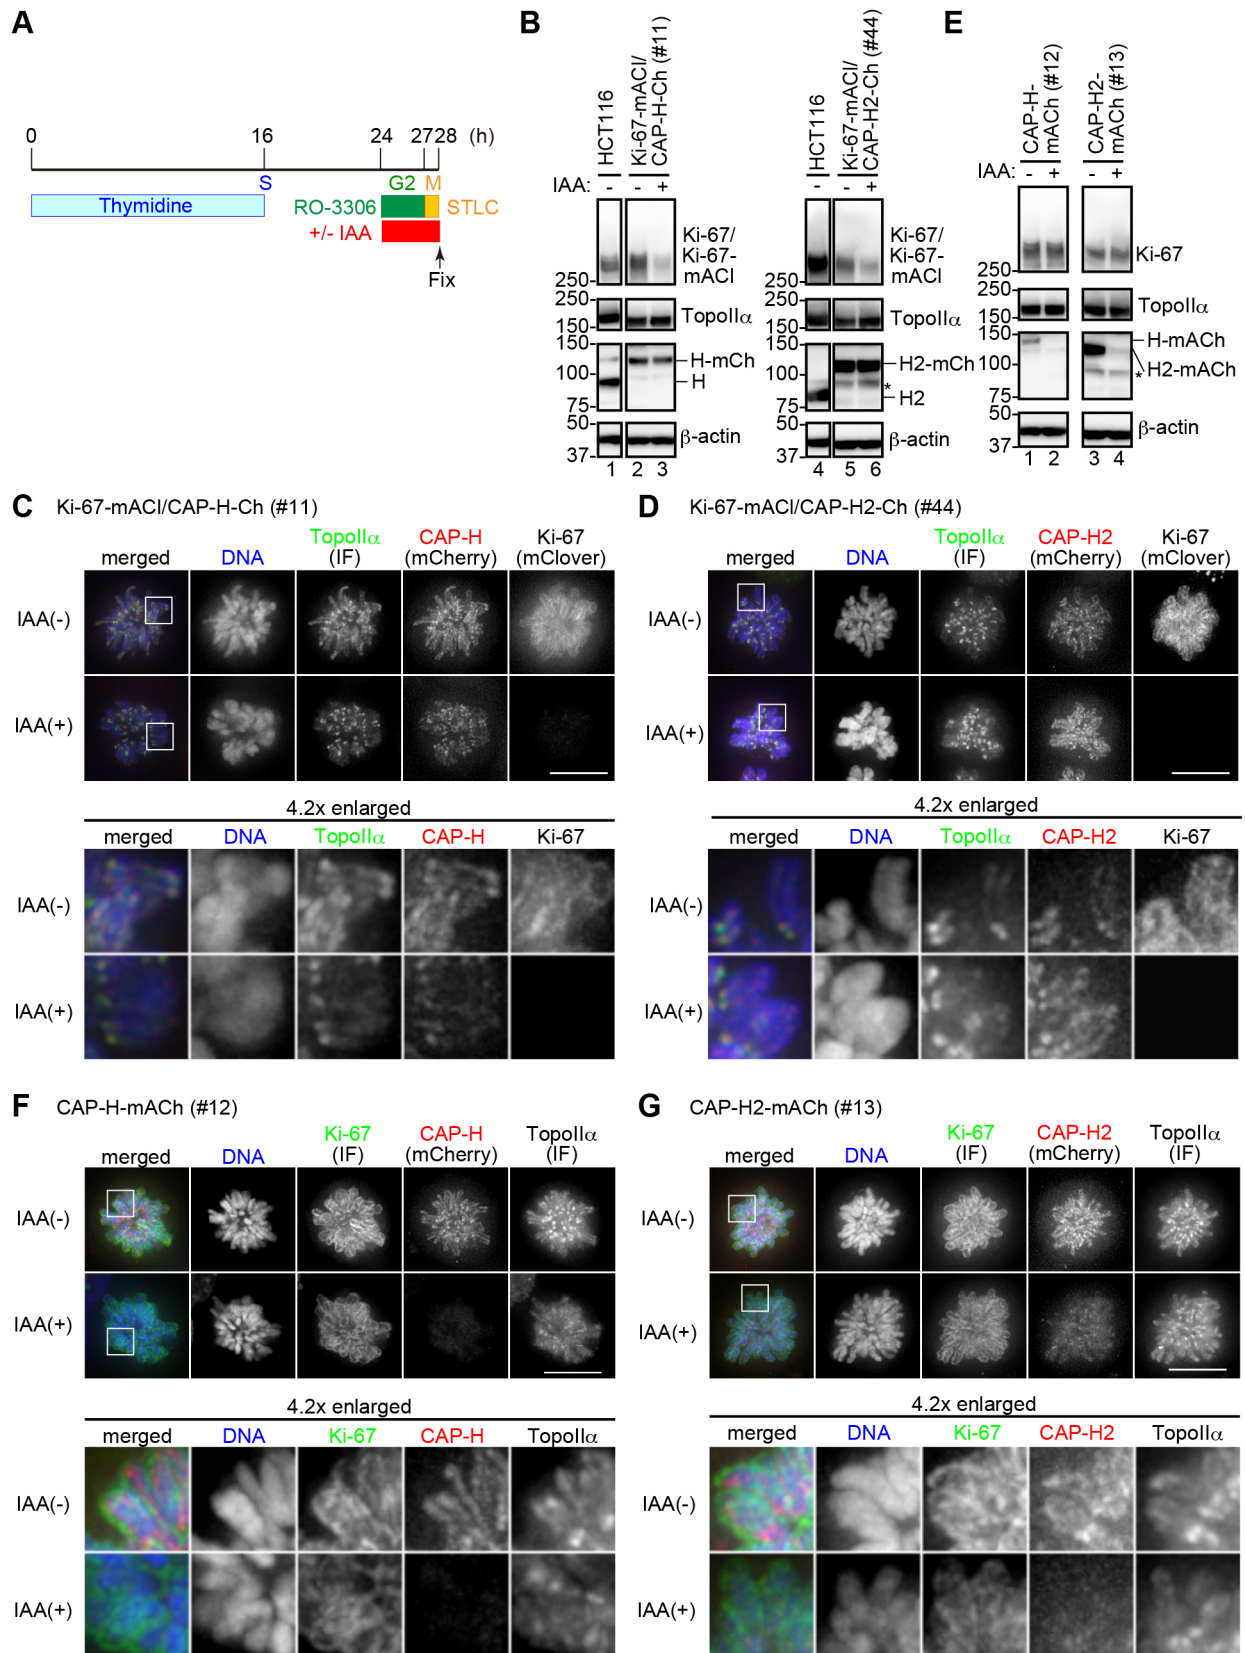 A
0 16 24 27 28 (h)
S G2 M
Thymidine RO-3306 STLC
+/- IAA
Fix
B
HCT116
Ki-67-mACl/
CAP-H-Ch (#11)
IAA: - - +
Ki-67/
Ki-67-
mACl
250
250
TopoIIα
150
150
H-mCh
100
H
75
50
β-actin
37
1 2 3
HCT116
Ki-67-mACl/
CAP-H2-Ch (#44)
- - +
Ki-67/
Ki-67-
mACl
250
250
TopoIIα
150
150
H2-mCh
100
*
H2
75
50
β-actin
37
4 5 6
E
CAP-H-
mACh (#12)
CAP-H2-
mACh (#13)
IAA: - + - +
Ki-67
250
250
TopoIIα
150
150
H-mACh
100
H2-mACh
*
75
50
β-actin
37
1 2 3 4
C Ki-67-mACl/CAP-H-Ch (#11)
TopoIIα CAP-H Ki-67
merged DNA (IF) (mCherry) (mClover)
IAA(-)
IAA(+)
4.2x enlarged
merged DNA TopoIIα CAP-H Ki-67
IAA(-)
IAA(+)
D Ki-67-mACl/CAP-H2-Ch (#44)
TopoIIα CAP-H2 Ki-67
merged DNA (IF) (mCherry) (mClover)
IAA(-)
IAA(+)
4.2x enlarged
merged DNA TopoIIα CAP-H2 Ki-67
IAA(-)
IAA(+)
F CAP-H-mACh (#12)
Ki-67 CAP-H TopoIIα
merged DNA (IF) (mCherry) (IF)
IAA(-)
IAA(+)
4.2x enlarged
merged DNA Ki-67 CAP-H TopoIIα
IAA(-)
IAA(+)
G CAP-H2-mACh (#13)
Ki-67 CAP-H2 TopoIIα
merged DNA (IF) (mCherry) (IF)
IAA(-)
IAA(+)
4.2x enlarged
merged DNA Ki-67 CAP-H2 TopoIIα
IAA(-)
IAA(+)